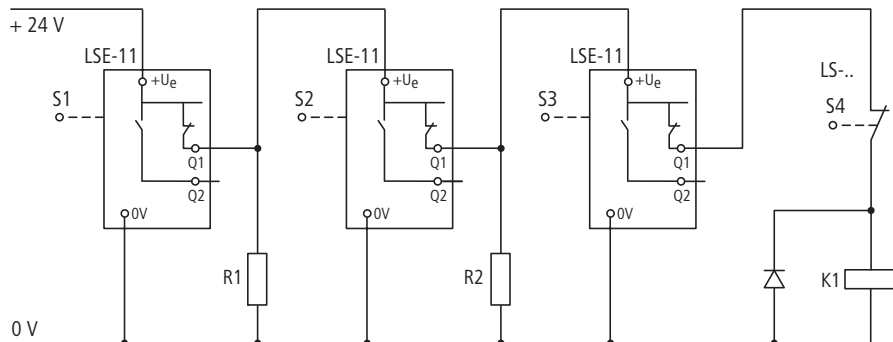 + 24 V
LSE-11
+Ue
S1
Q1
Q2
0V
R1
LSE-11
+Ue
S2
Q1
Q2
0V
R2
LSE-11
+Ue
S3
Q1
Q2
0V
LS-..
S4
K1
0 V